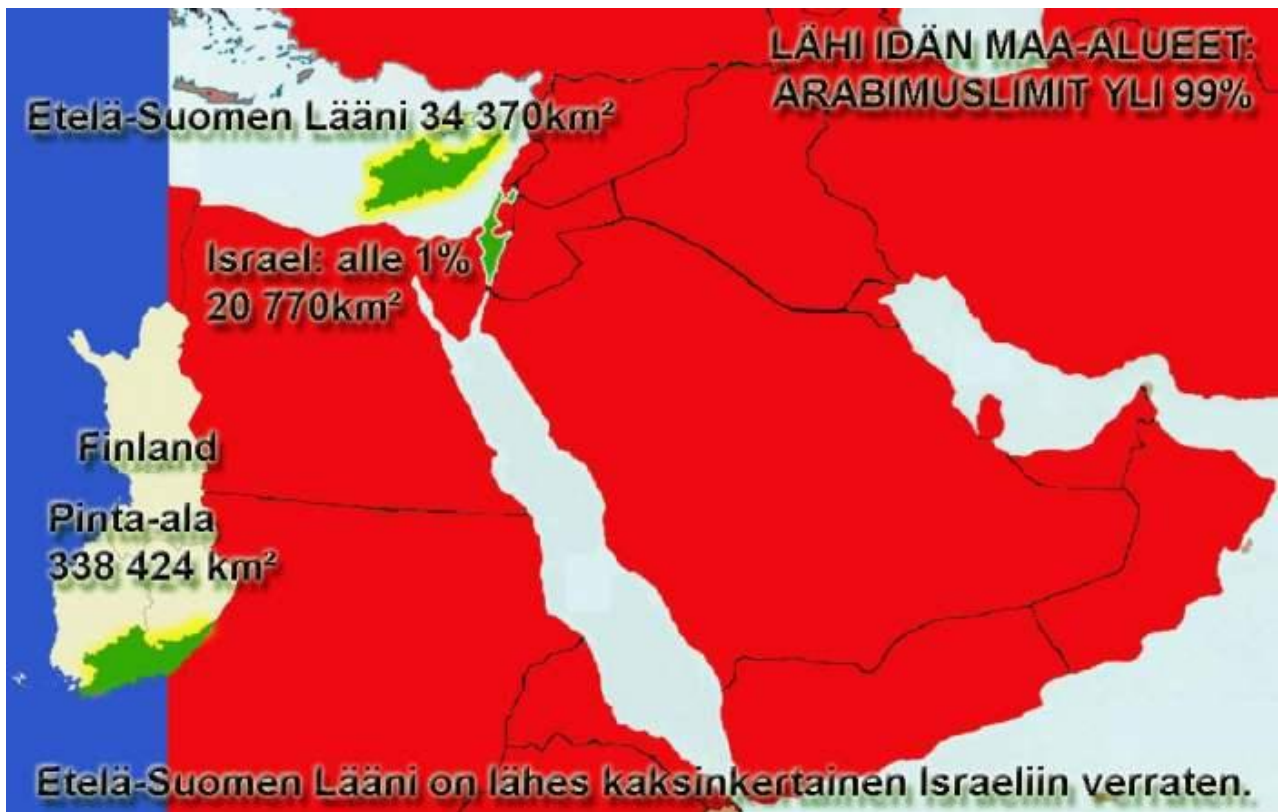 LÄHI IDÄN MAA-ALUEET:
ARABIMUSLIMIT YLI 99%
Etelä-Suomen Lääni 34 370km²
Israel: alle 1%
20 770km²
Finland
Pinta-ala
338 424 km²
Etelä-Suomen Lääni on lähes kaksinkertainen Israeliin verraten.